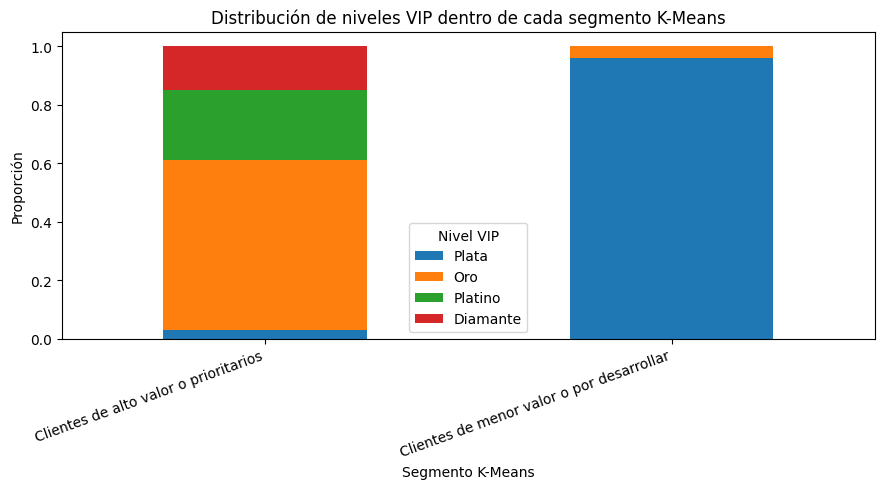 Distribución de niveles VIP dentro de cada segmento K-Means
Proporción
1.0
0.8
0.6
0.4
0.2
0.0
Nivel VIP
Plata
Oro
Platino
Diamante
Clientes de alto valor o prioritarios
Clientes de menor valor o por desarrollar
Segmento K-Means